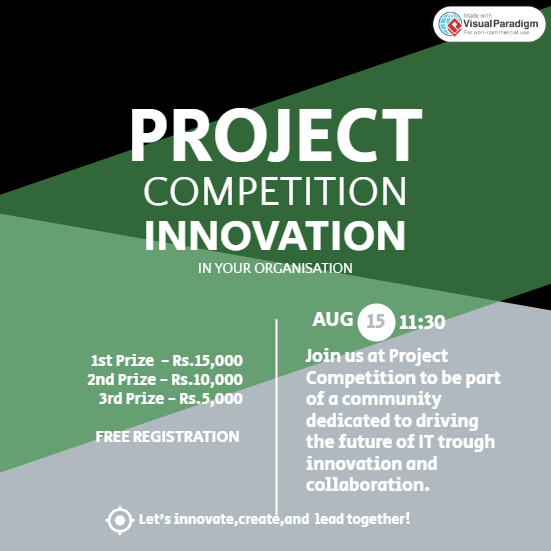 Made with
Visual Paradigm
For non-commercial use
PROJECT
COMPETITION
INNOVATION
IN YOUR ORGANISATION
AUG 15 11:30
1st Prize – Rs.15,000
2nd Prize – Rs.10,000
3rd Prize – Rs.5,000
FREE REGISTRATION
Join us at Project
Competition to be part
of a community
dedicated to driving
the future of IT trough
innovation and
collaboration.
Let's innovate,create,and lead together!